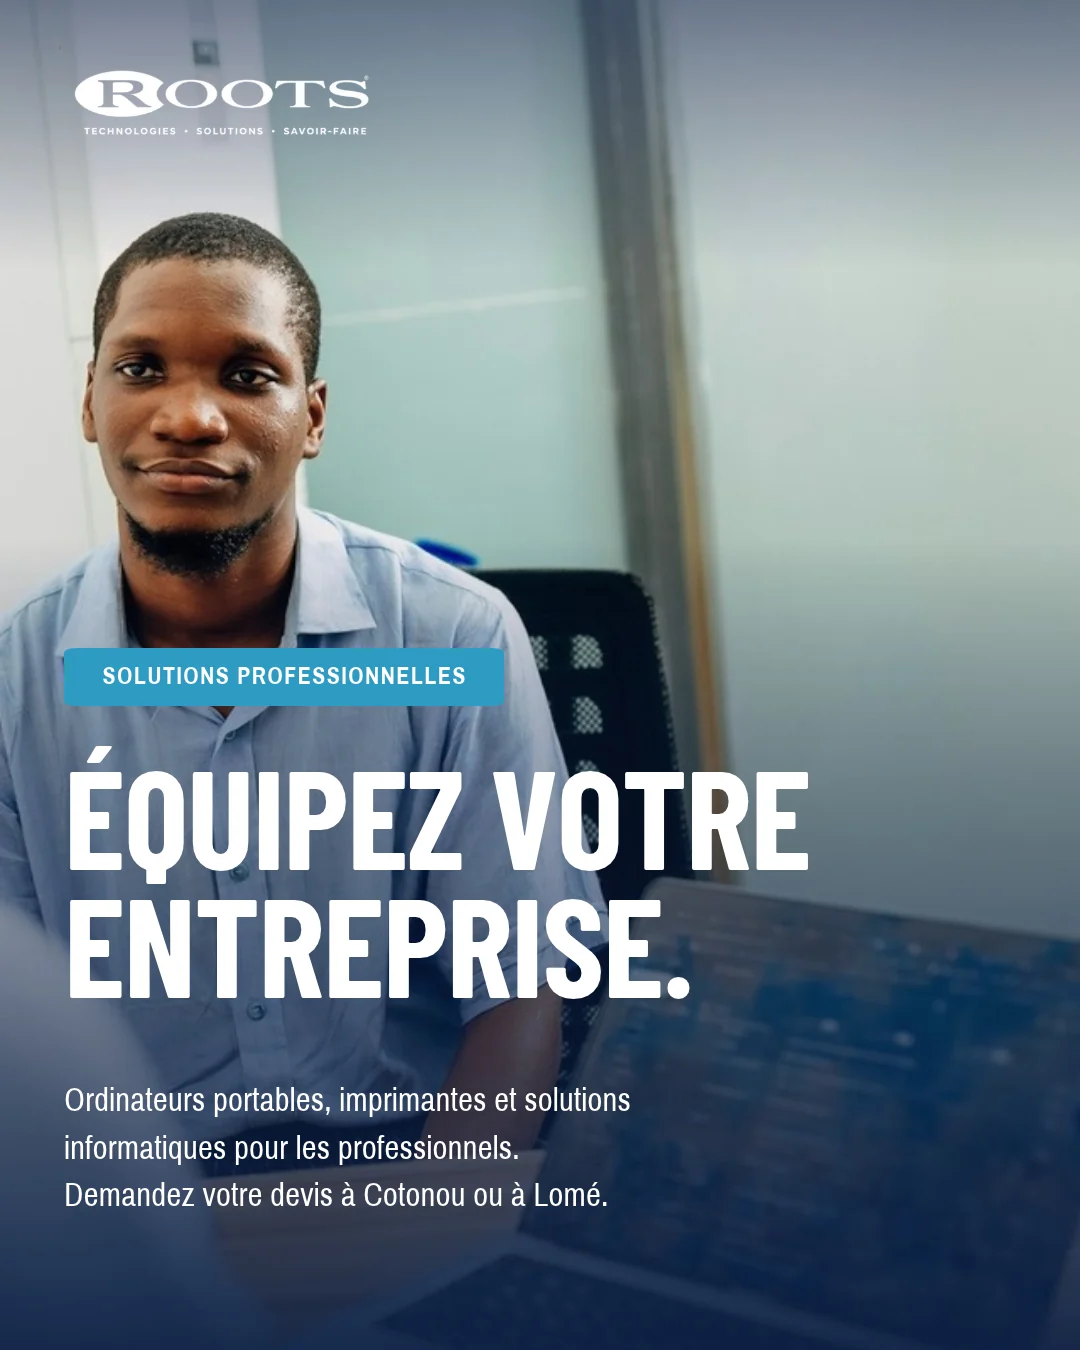 ROOTS
TECHNOLOGIES • SOLUTIONS • SAVOIR-FAIRE
SOLUTIONS PROFESSIONNELLES
ÉQUIPEZ VOTRE
ENTREPRISE.
Ordinateurs portables, imprimantes et solutions
informatiques pour les professionnels.
Demandez votre devis à Cotonou ou à Lomé.